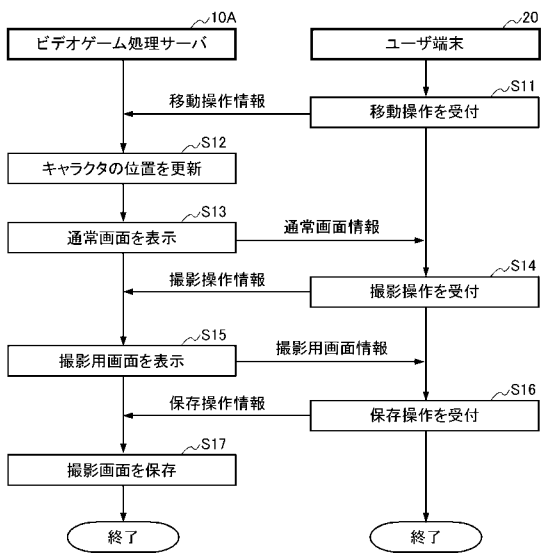 10A
20
ビデオゲーム処理サーバ
ユーザ端末
S11
移動操作情報
移動操作を受付
S12
キャラクタの位置を更新
S13
通常画面情報
通常画面を表示
S14
撮影操作情報
撮影操作を受付
S15
撮影用画面情報
撮影用画面を表示
S16
保存操作情報
保存操作を受付
S17
撮影画面を保存
終了
終了